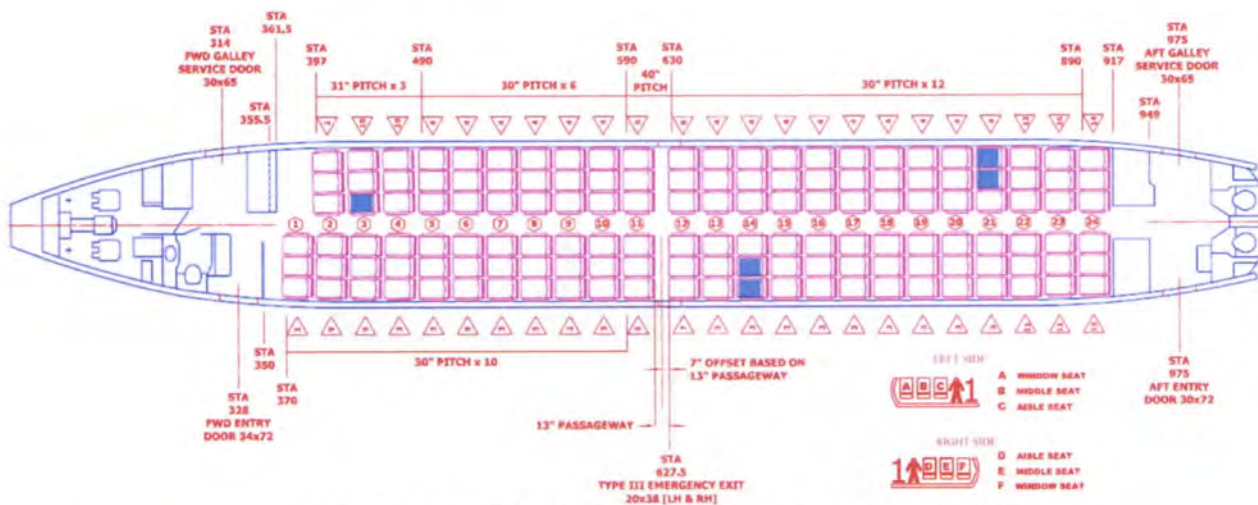 STA
361.5
STA
314
FWD GALLEY
SERVICE DOOR
30x65
STA
355.5
STA
397
31" PITCH x 3
STA
490
30" PITCH x 6
STA
590
40"
PITCH
STA
630
30" PITCH x 12
STA
890
STA
917
STA
949
STA
975
AFT GALLEY
SERVICE DOOR
30x65
1 2 3 4 5 6 7 8 9 10 11 12 13 14 15 16 17 18 19 20 21 22 23 24
STA
350
STA
370
STA
328
FWD ENTRY
DOOR 34x72
30" PITCH x 10
13" PASSAGEWAY
7" OFFSET BASED ON
13" PASSAGEWAY
STA
627.5
TYPE III EMERGENCY EXIT
20x38 [LH & RH]
LEFT SIDE
A B C 1
A WINDOW SEAT
B MIDDLE SEAT
C AISLE SEAT
RIGHT SIDE
1 D E F
D AISLE SEAT
E MIDDLE SEAT
F WINDOW SEAT
STA
975
AFT ENTRY
DOOR 30x72